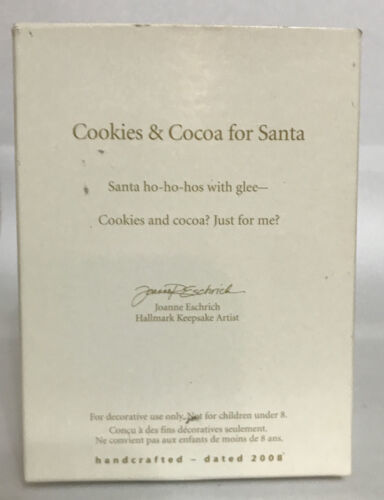 Cookies & Cocoa for Santa
Santa ho-ho-hos with glee—
Cookies and cocoa? Just for me?
Joanne Eschrich
Joanne Eschrich
Hallmark Keepsake Artist
For decorative use only. Not for children under 8.
Conçu à des fins décoratives seulement.
Ne convient pas aux enfants de moins de 8 ans.
handcrafted – dated 2008